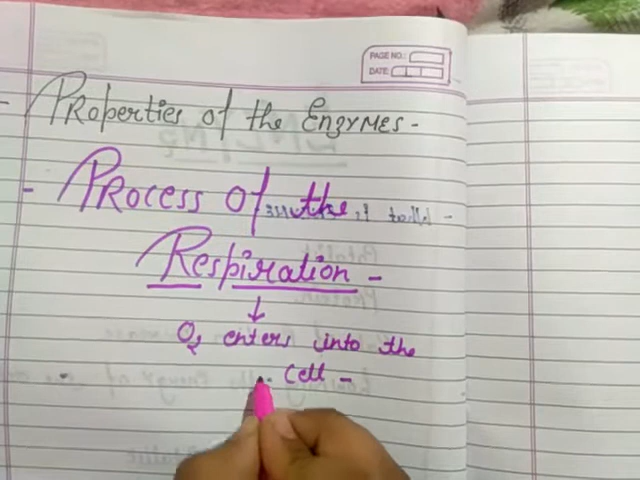 PAGE NO.:
DATE:
- Properties of the Enzymes -
- Process of the
Respiration -
↓
O2 enters into the
cell -